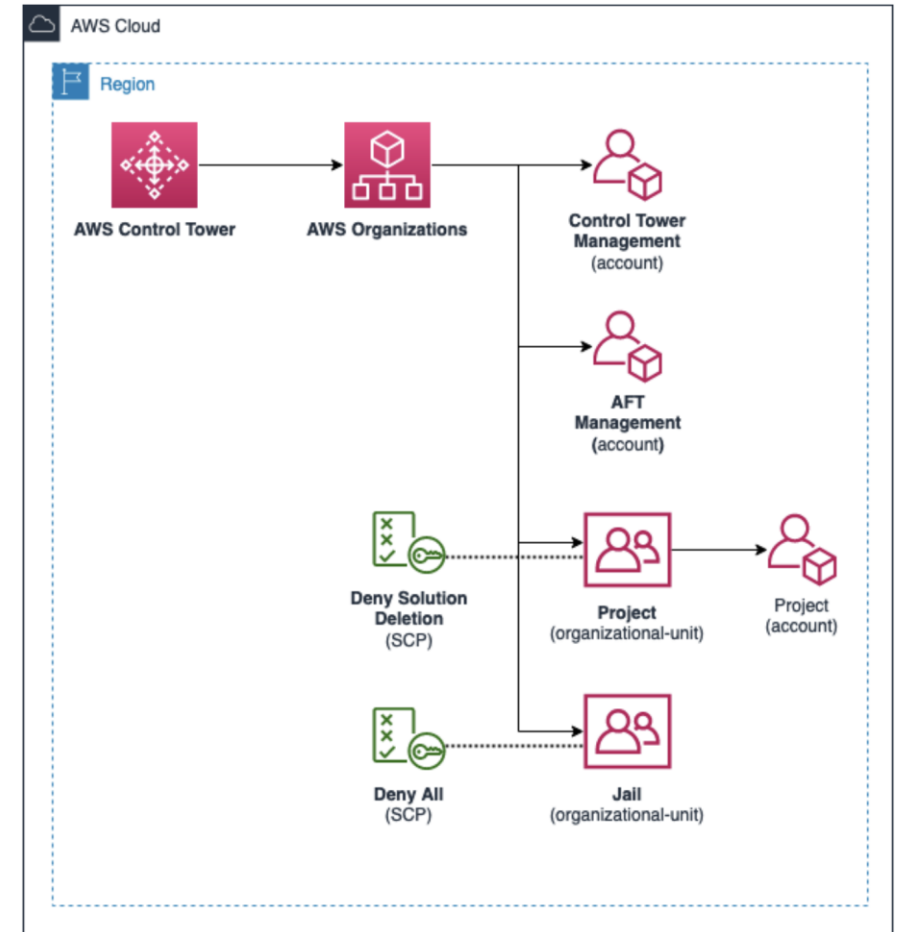 AWS Cloud
Region
AWS Control Tower
AWS Organizations
Control Tower
Management
(account)
AFT
Management
(account)
Deny Solution
Deletion
(SCP)
Project
(organizational-unit)
Project
(account)
Deny All
(SCP)
Jail
(organizational-unit)